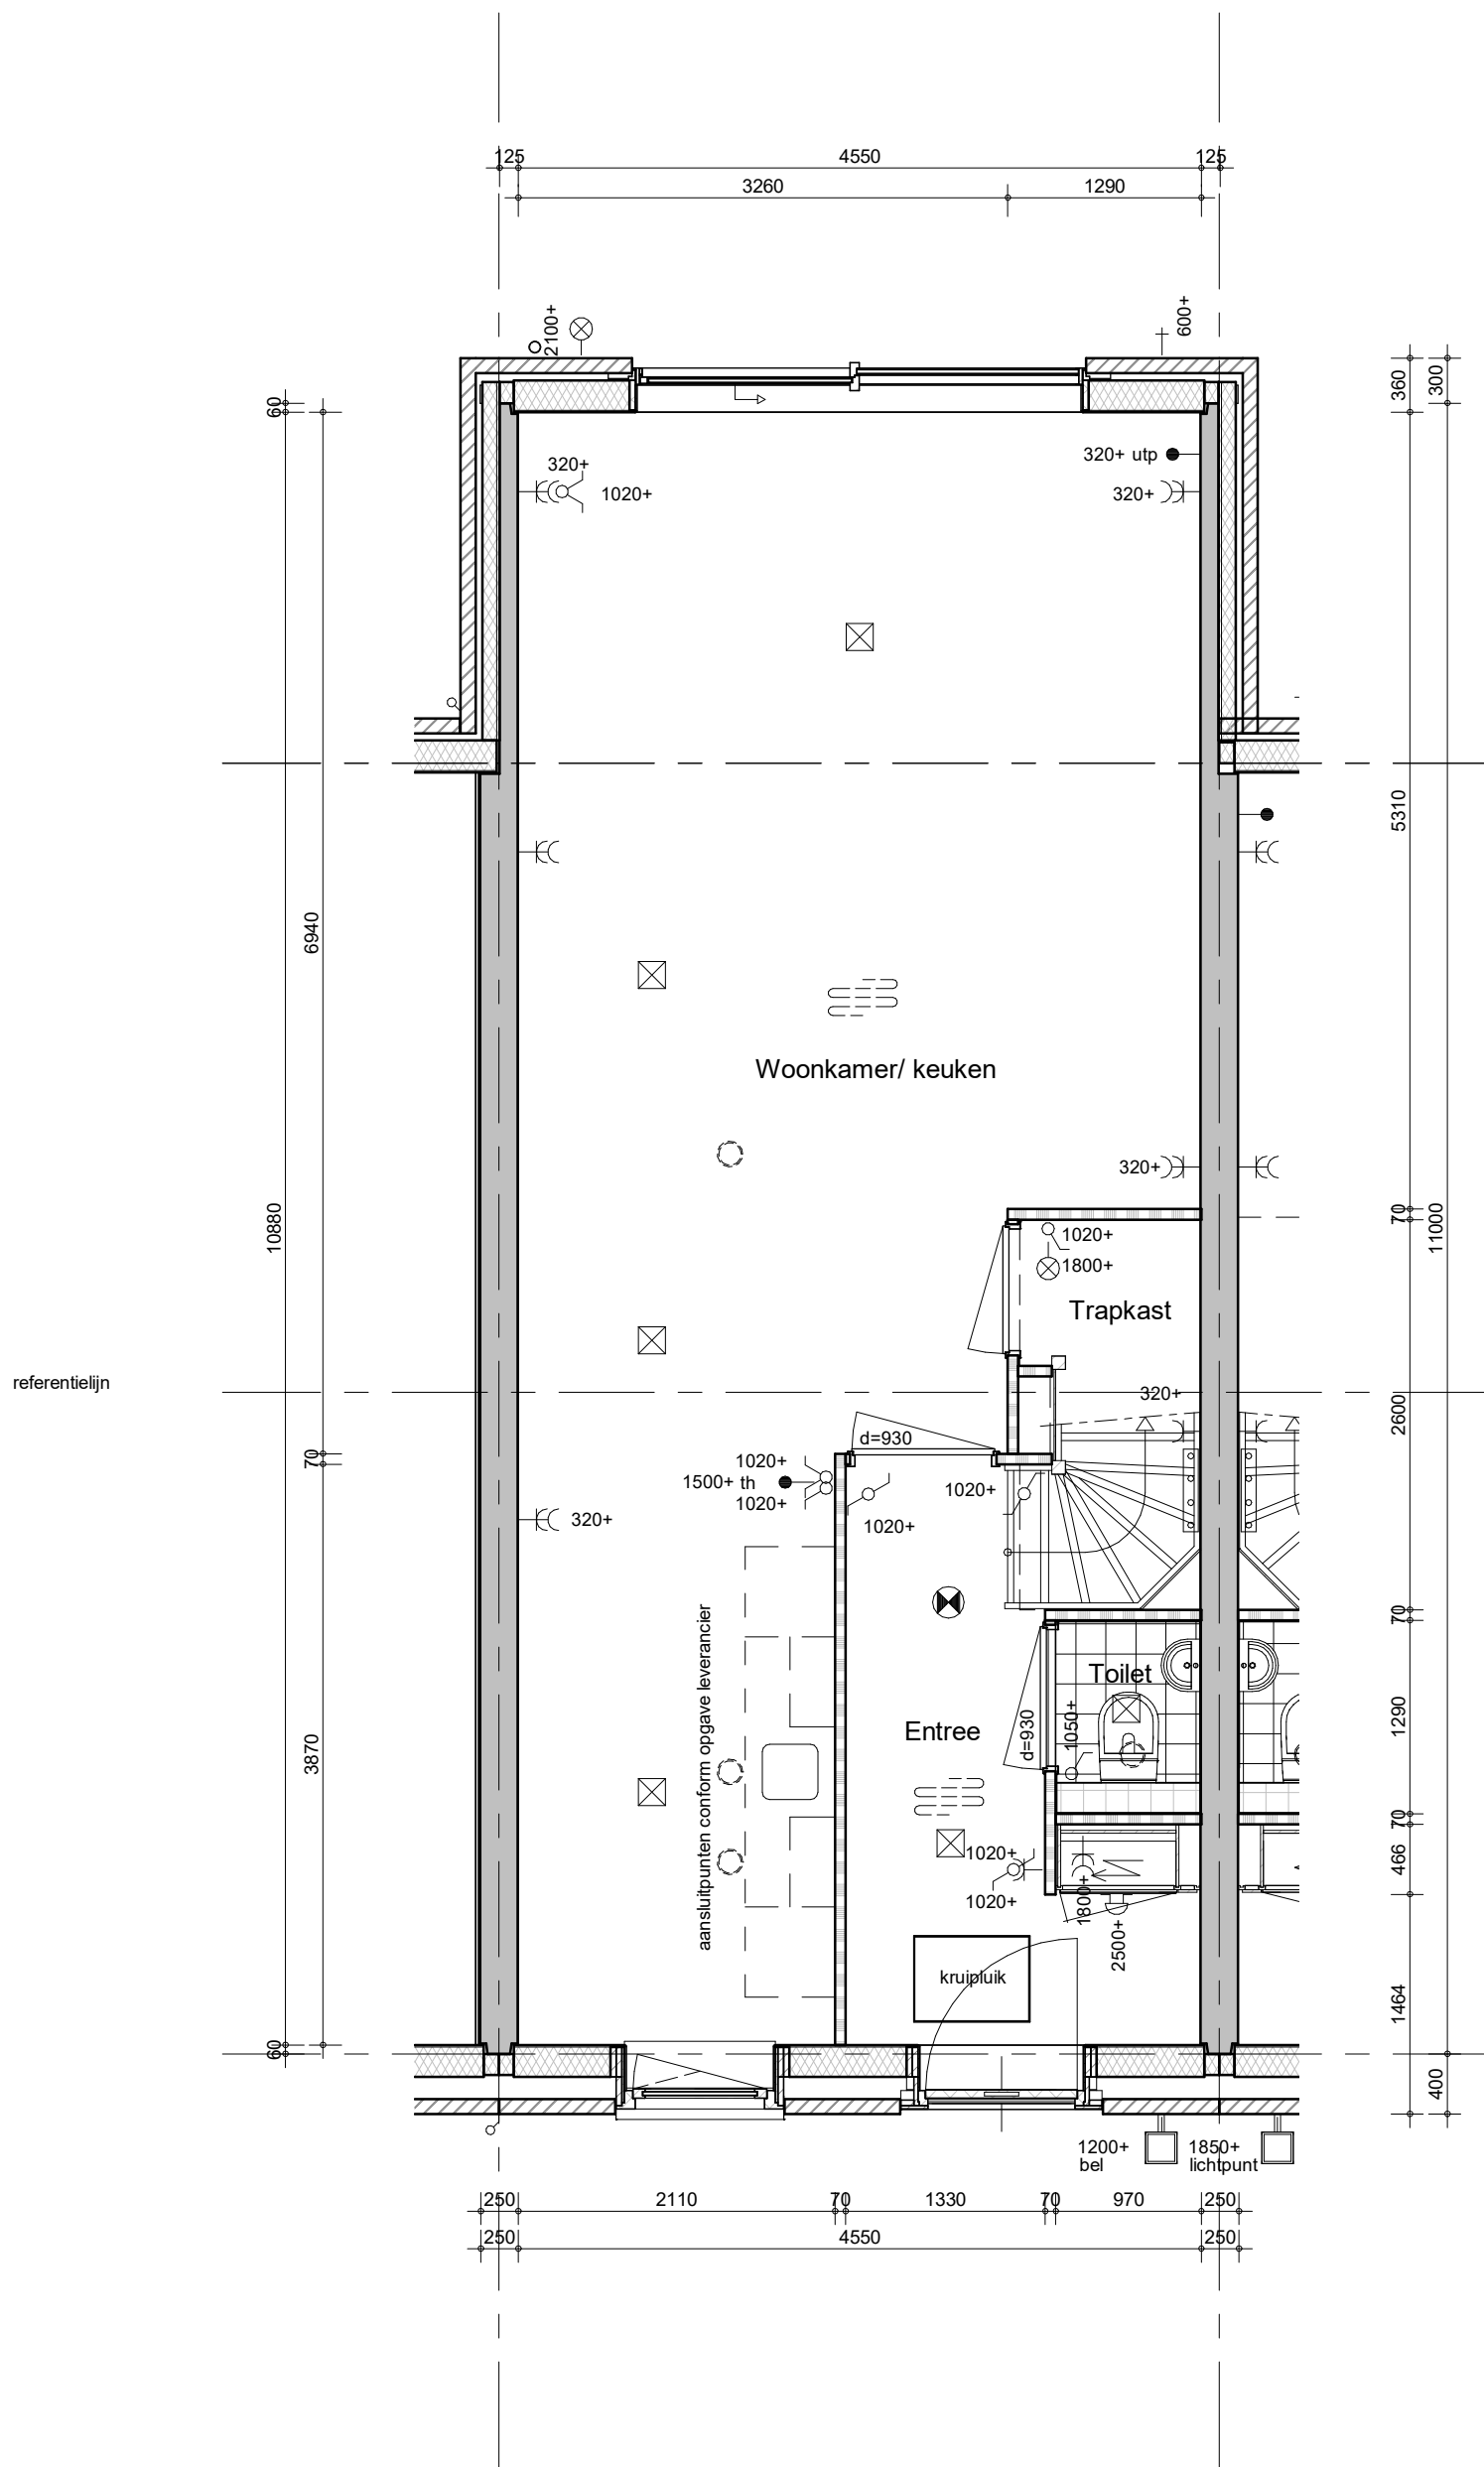 125 4550 125
3260 1290
2100+
600+
60
360
300
320+
1020+
320+ utp
320+
5310
6940
Woonkamer/ keuken
320+
10880
70
11000
1020+
1800+
Trapkast
referentielijn
320+
2600
d=930
70
1020+
1500+ th
1020+
1020+
1020+
320+
aansluitpunten conform opgave leverancier
70
Toilet
1050+
Entree
d=930
1290
3870
70
1020+
1020+
1800+
2500+
466
kruipluik
1464
60
400
1200+
bel
1850+
lichtpunt
250 2110 70 1330 70 970 250
250 4550 250